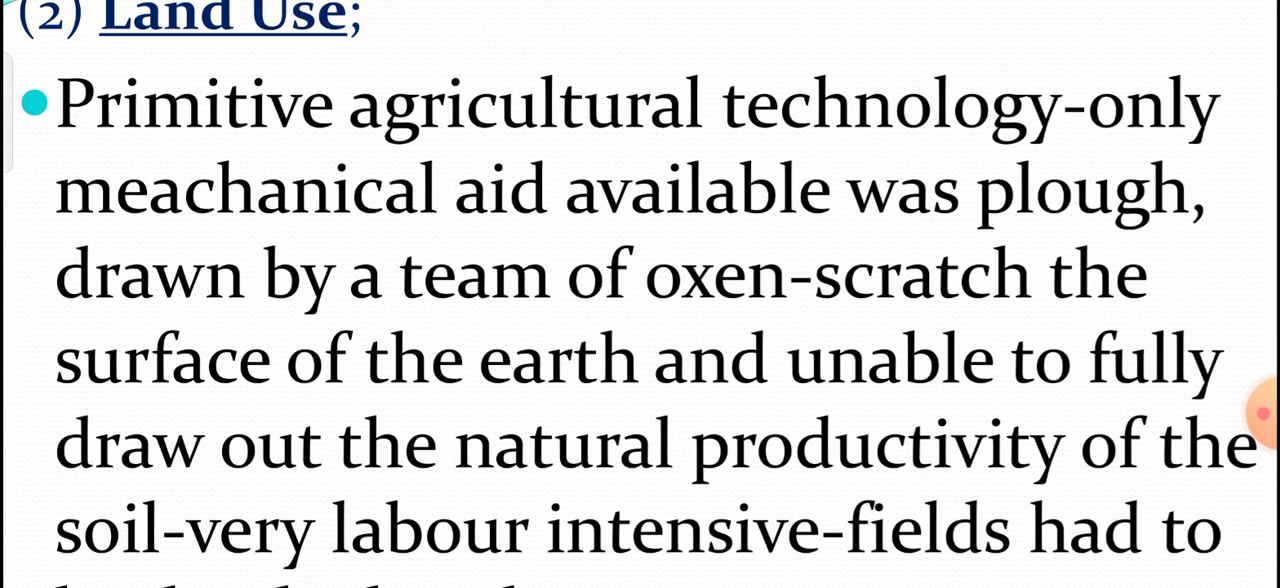 (2) Land Use;
•Primitive agricultural technology-only
meachanical aid available was plough,
drawn by a team of oxen-scratch the
surface of the earth and unable to fully
draw out the natural productivity of the
soil-very labour intensive-fields had to